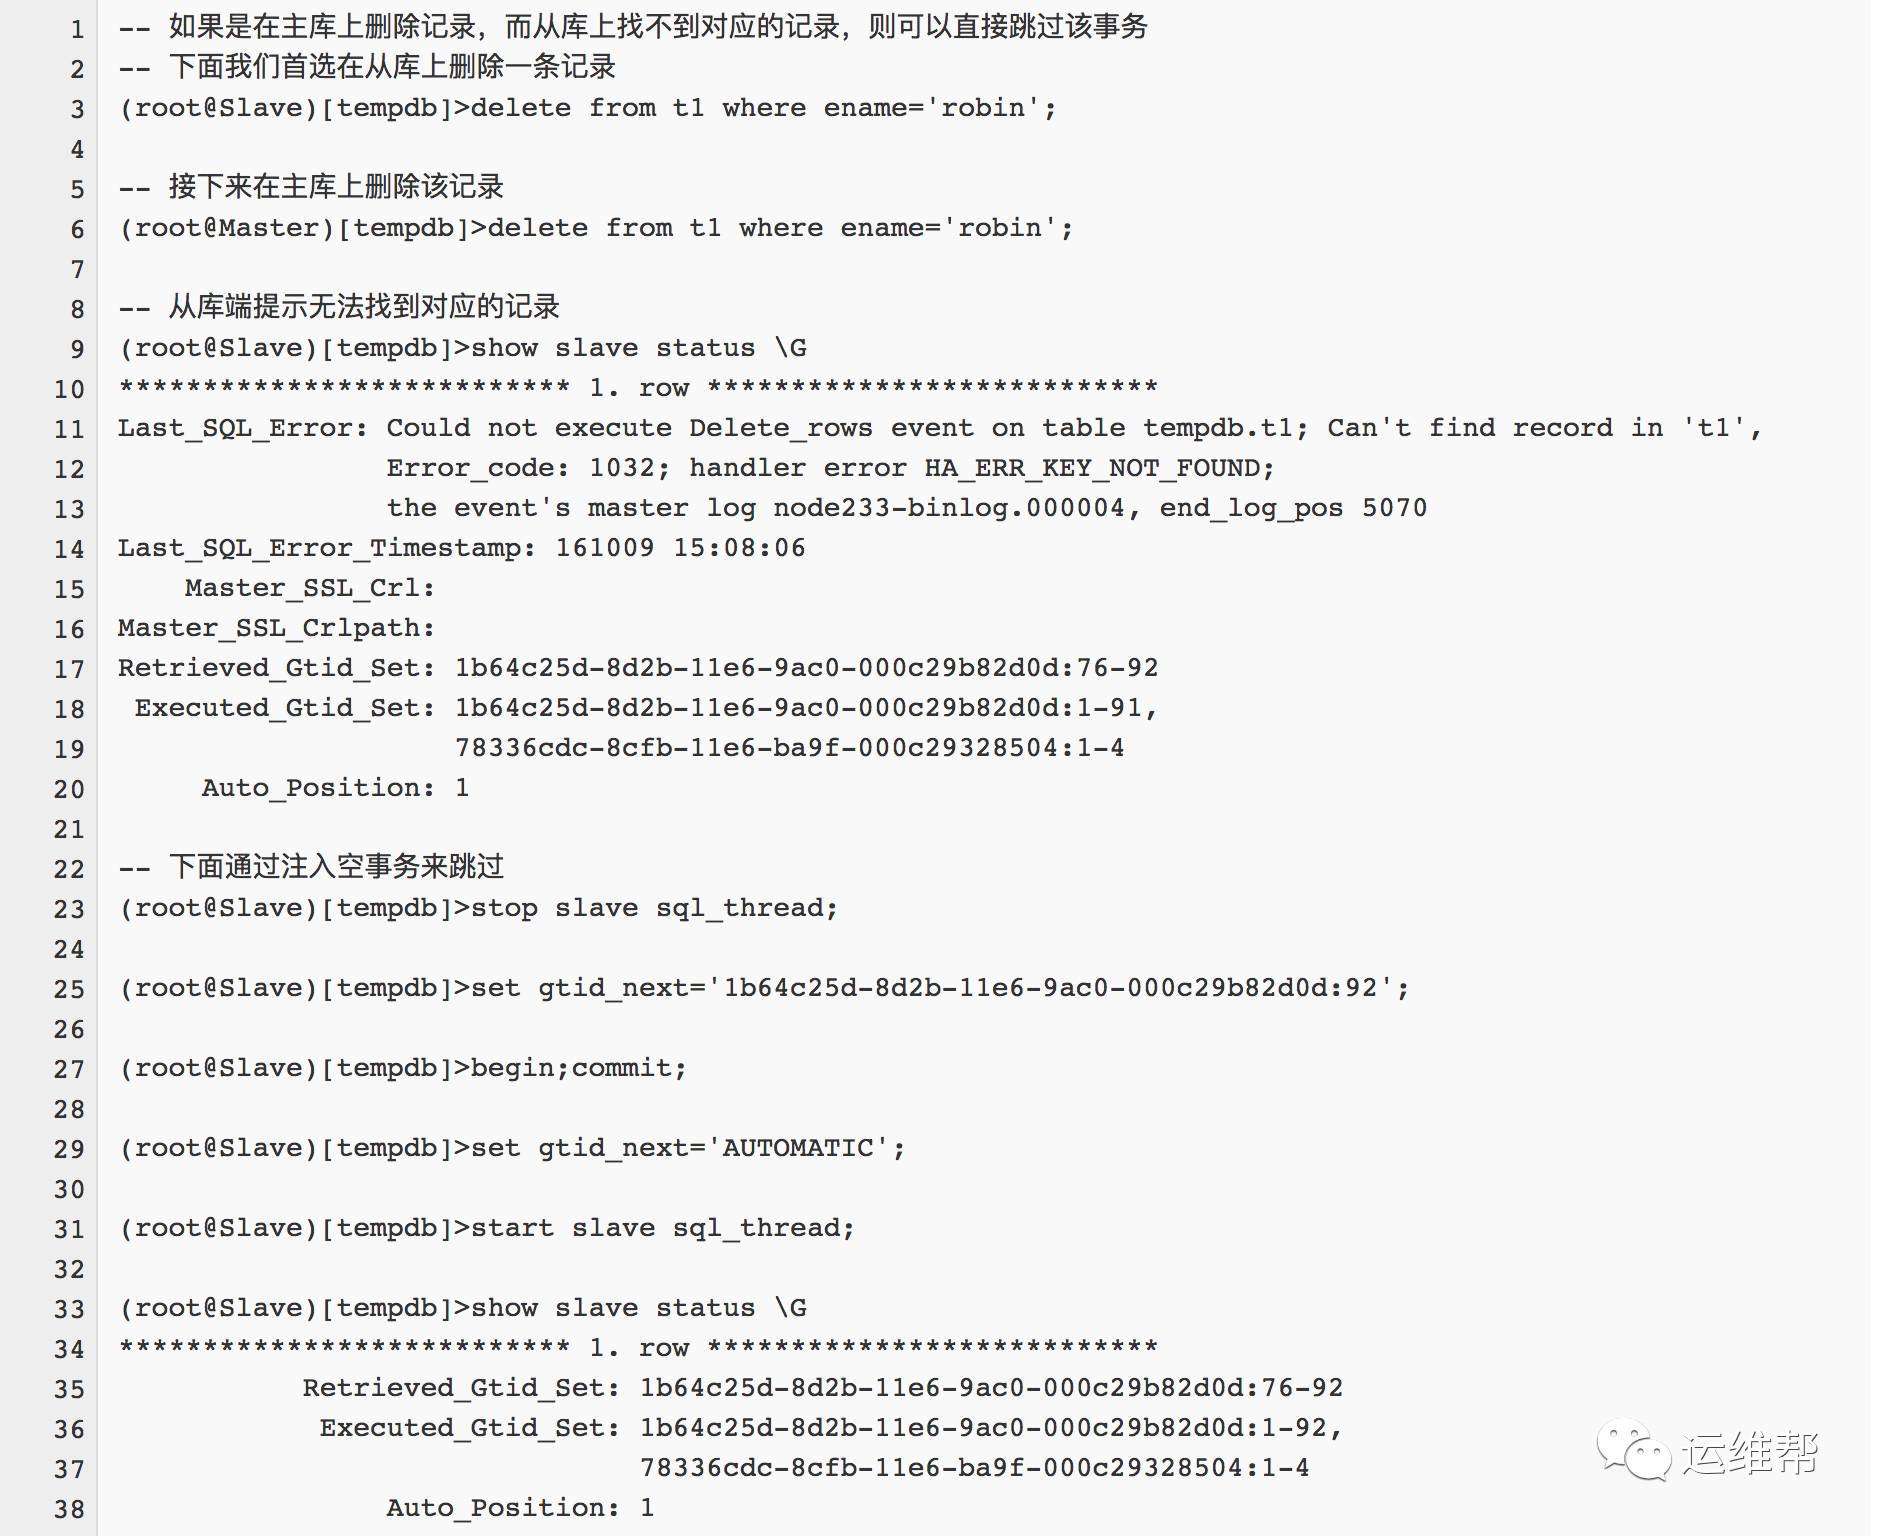 1 -- 如果是在主库上删除记录，而从库上找不到对应的记录，则可以直接跳过该事务
2 -- 下面我们首选在从库上删除一条记录
3 (root@Slave)[tempdb]>delete from t1 where ename='robin';
4
5 -- 接下来在主库上删除该记录
6 (root@Master)[tempdb]>delete from t1 where ename='robin';
7
8 -- 从库端提示无法找到对应的记录
9 (root@Slave)[tempdb]>show slave status \G
10 *************************** 1. row ***************************
11 Last_SQL_Error: Could not execute Delete_rows event on table tempdb.t1; Can't find record in 't1',
12 Error_code: 1032; handler error HA_ERR_KEY_NOT_FOUND;
13 the event's master log node233-binlog.000004, end_log_pos 5070
14 Last_SQL_Error_Timestamp: 161009 15:08:06
15 Master_SSL_Crl:
16 Master_SSL_Crlpath:
17 Retrieved_Gtid_Set: 1b64c25d-8d2b-11e6-9ac0-000c29b82d0d:76-92
18 Executed_Gtid_Set: 1b64c25d-8d2b-11e6-9ac0-000c29b82d0d:1-91,
19 78336cdc-8cfb-11e6-ba9f-000c29328504:1-4
20 Auto_Position: 1
21
22 -- 下面通过注入空事务来跳过
23 (root@Slave)[tempdb]>stop slave sql_thread;
24
25 (root@Slave)[tempdb]>set gtid_next='1b64c25d-8d2b-11e6-9ac0-000c29b82d0d:92';
26
27 (root@Slave)[tempdb]>begin;commit;
28
29 (root@Slave)[tempdb]>set gtid_next='AUTOMATIC';
30
31 (root@Slave)[tempdb]>start slave sql_thread;
32
33 (root@Slave)[tempdb]>show slave status \G
34 *************************** 1. row ***************************
35 Retrieved_Gtid_Set: 1b64c25d-8d2b-11e6-9ac0-000c29b82d0d:76-92
36 Executed_Gtid_Set: 1b64c25d-8d2b-11e6-9ac0-000c29b82d0d:1-92,
37 78336cdc-8cfb-11e6-ba9f-000c29328504:1-4
38 Auto_Position: 1
运维帮